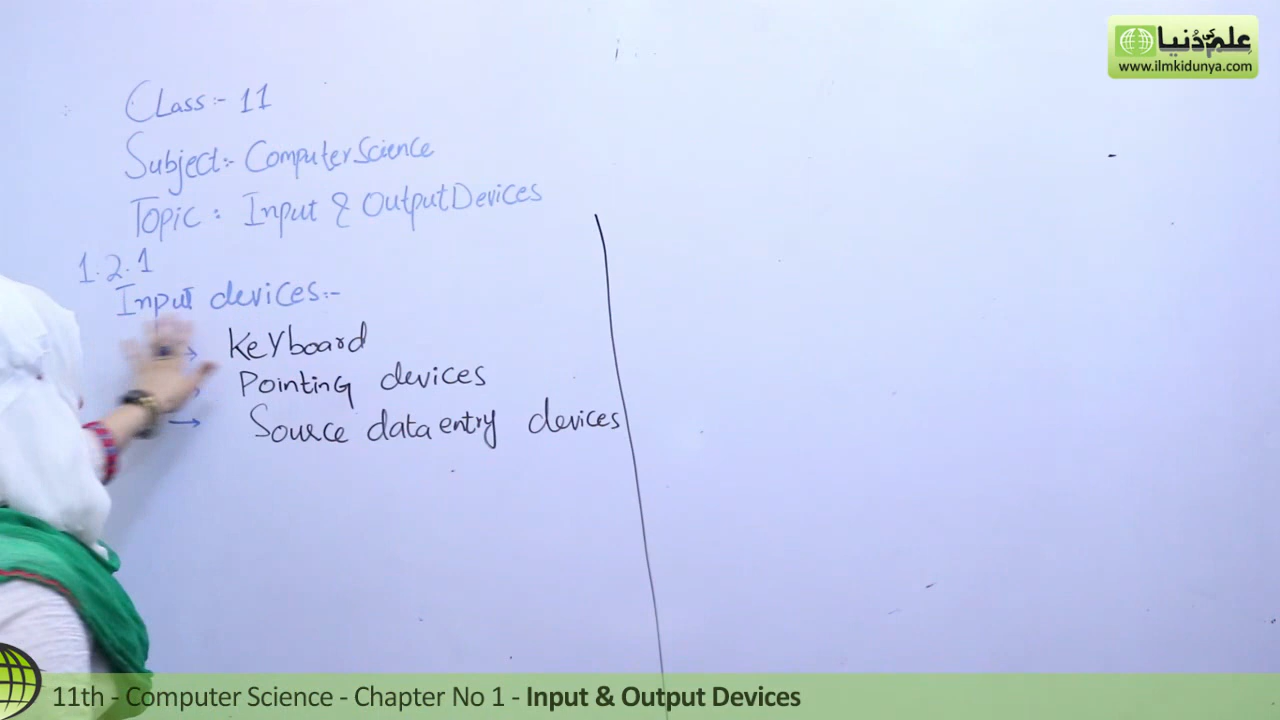 علم کی دُنیا
www.ilmkidunya.com
Class:- 11
Subject:- Computer Science
Topic: Input & Output Devices
1.2.1
Input devices:-
→ Keyboard
→ Pointing devices
→ Source data entry devices
11th - Computer Science - Chapter No 1 - Input & Output Devices